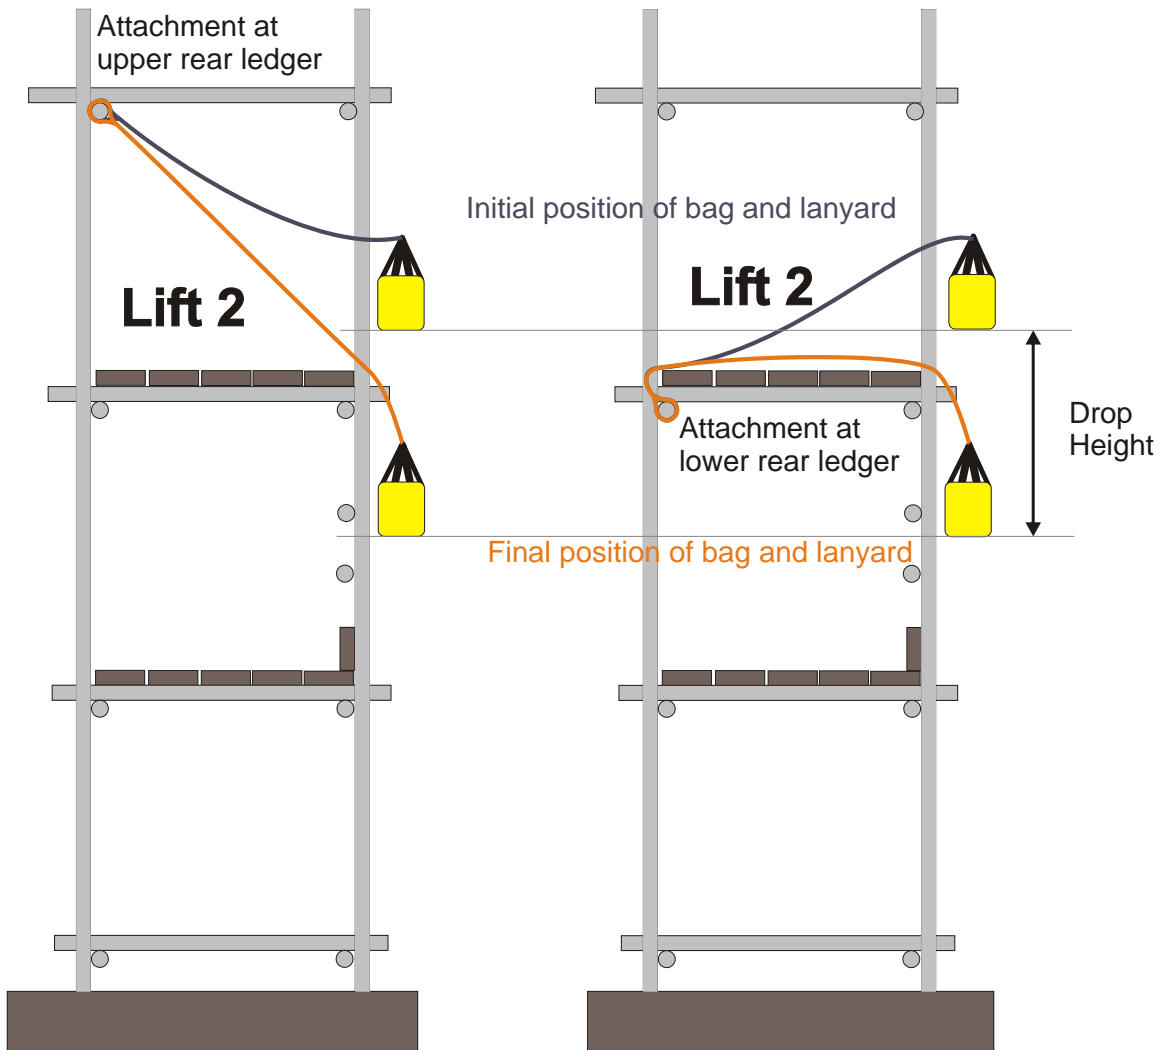 Attachment at
upper rear ledger
Initial position of bag and lanyard
Lift 2
Lift 2
Attachment at
lower rear ledger
Drop
Height
Final position of bag and lanyard